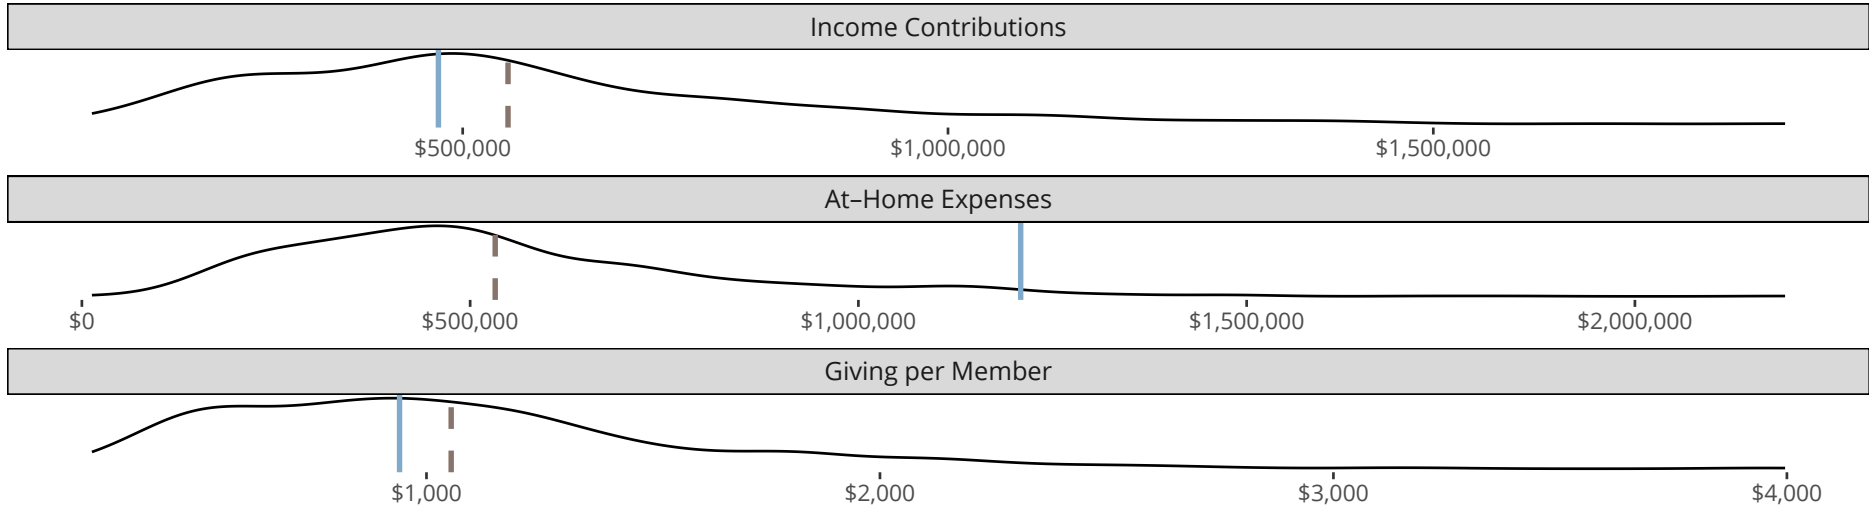 Income Contributions
$500,000 $1,000,000 $1,500,000
At–Home Expenses
$0 $500,000 $1,000,000 $1,500,000 $2,000,000
Giving per Member
$1,000 $2,000 $3,000 $4,000